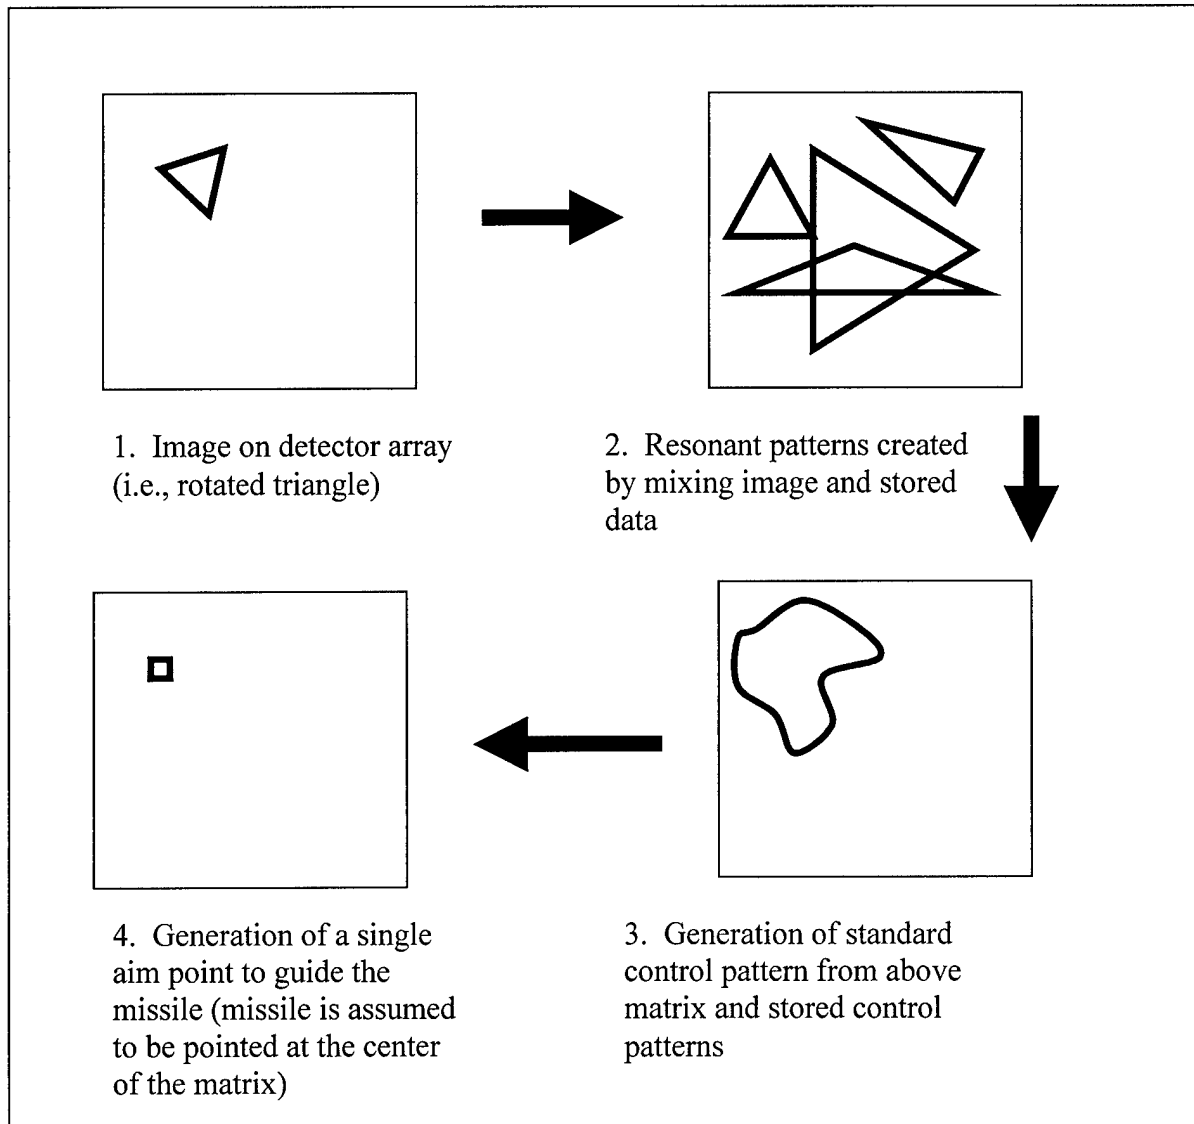 1. Image on detector array
(i.e., rotated triangle)
2. Resonant patterns created
by mixing image and stored
data
3. Generation of standard
control pattern from above
matrix and stored control
patterns
4. Generation of a single
aim point to guide the
missile (missile is assumed
to be pointed at the center
of the matrix)